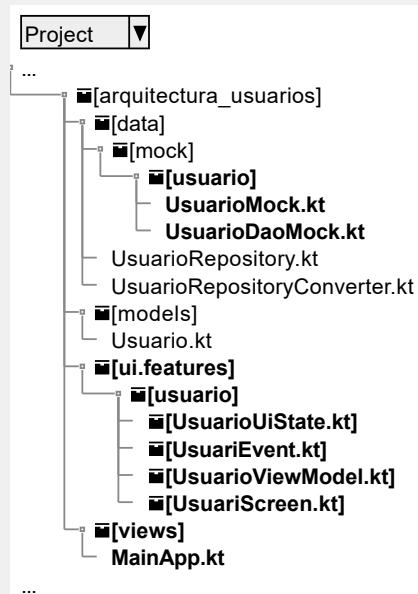 Project
...
[arquitectura_usuarios]
[data]
[mock]
[usuario]
UsuarioMock.kt
UsuarioDaoMock.kt
UsuarioRepository.kt
UsuarioRepositoryConverter.kt
[models]
Usuario.kt
[ui.features]
[usuario]
[UsuarioUiState.kt]
[UsuariEvent.kt]
[UsuarioViewModel.kt]
[UsuariScreen.kt]
[views]
MainApp.kt
...